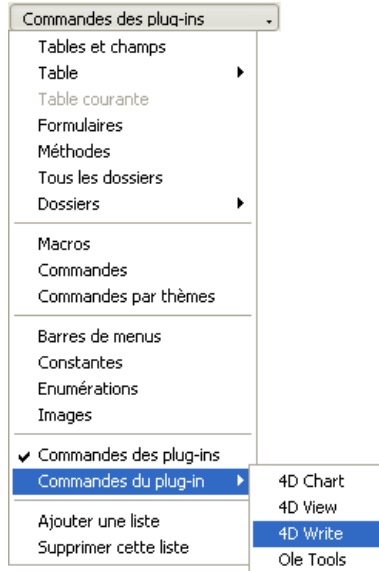 Commandes des plug-ins
Tables et champs
Table
Table courante
Formulaires
Méthodes
Tous les dossiers
Dossiers
Macros
Commandes
Commandes par thèmes
Barres de menus
Constantes
Enumérations
Images
Commandes des plug-ins
Commandes du plug-in
4D Chart
4D View
4D Write
Ole Tools
Ajouter une liste
Supprimer cette liste